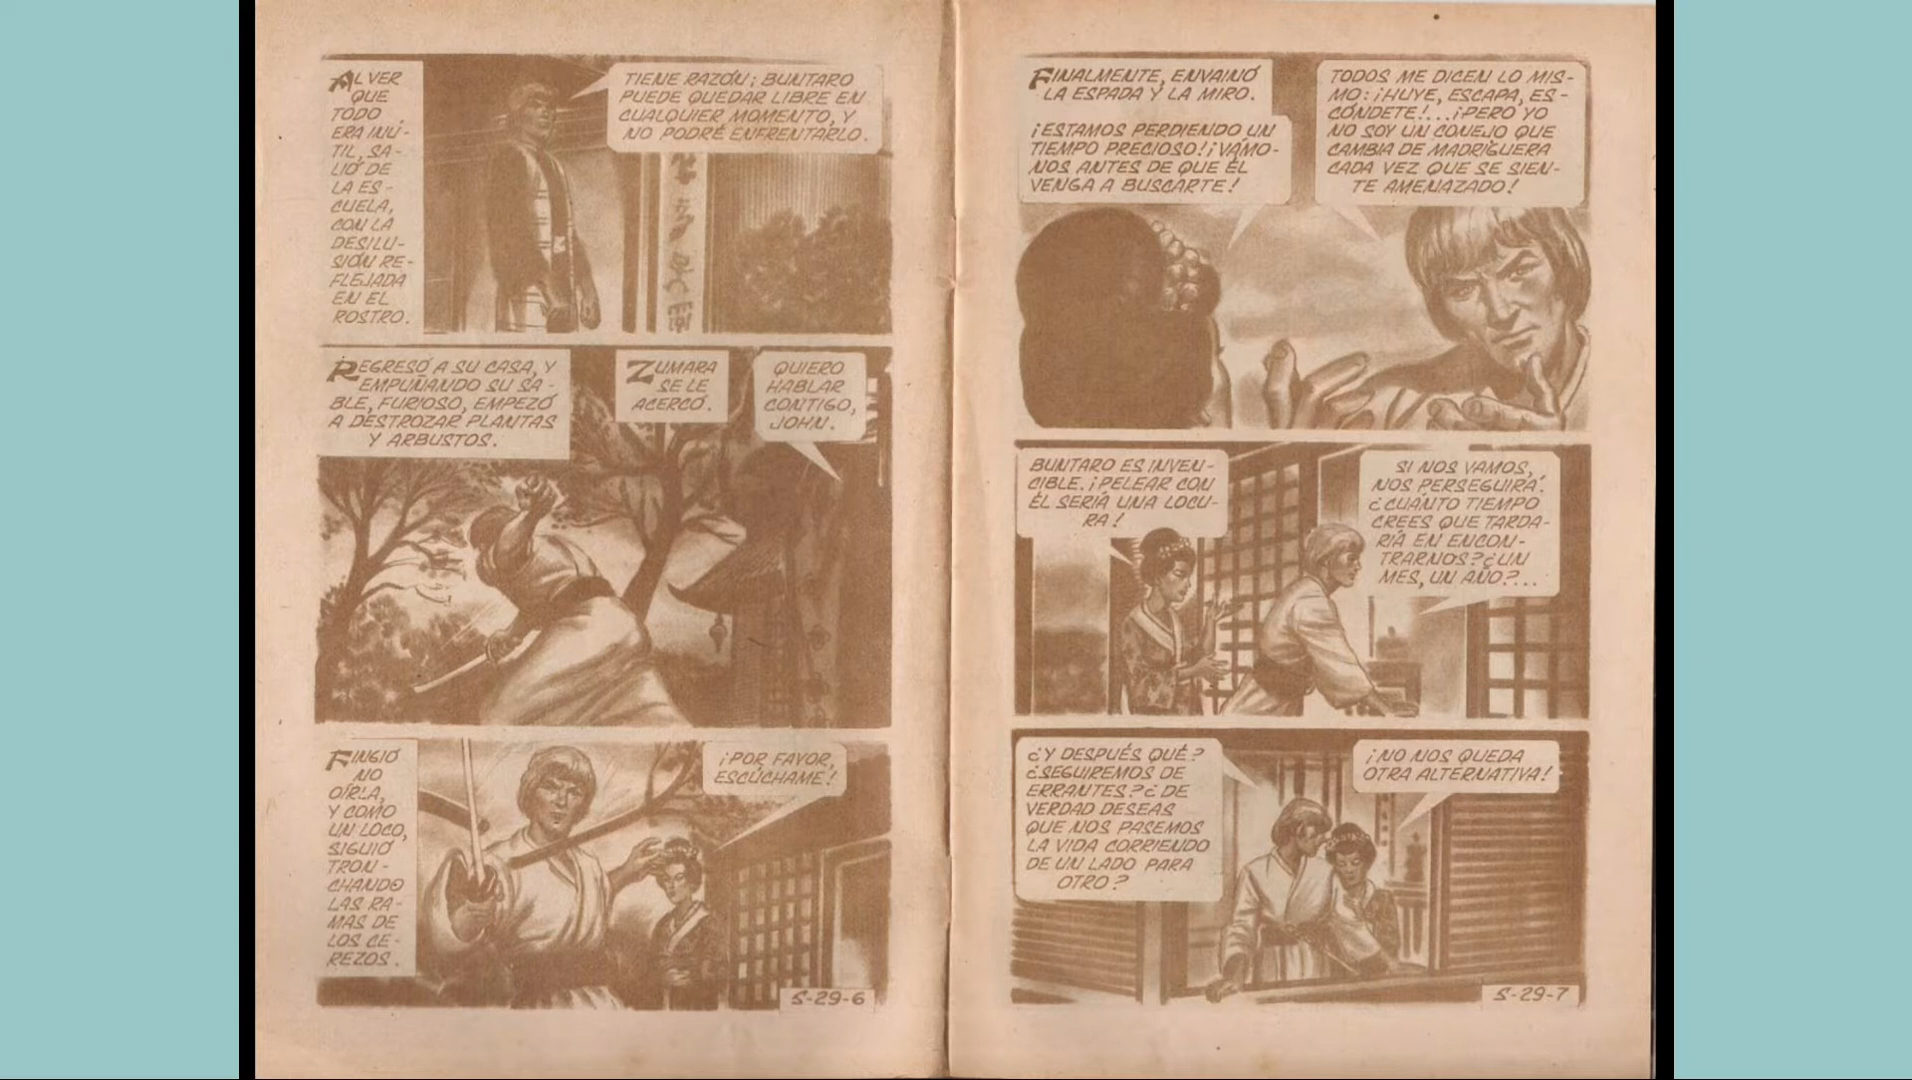 AL VER
QUE
TODO
ERA INÚ-
TIL, SA-
LIÓ DE
LA ES-
CUELA,
CON LA
DESILU-
SIÓN RE-
FLEJADA
EN EL
ROSTRO.
TIENE RAZÓN; BUNTARO
PUEDE QUEDAR LIBRE EN
CUALQUIER MOMENTO, Y
NO PODRÉ ENFRENTARLO.
REGRESÓ A SU CASA, Y
EMPUÑANDO SU SA-
BLE, FURIOSO, EMPEZÓ
A DESTROZAR PLANTAS
Y ARBUSTOS.
ZUMARA
SE LE
ACERCÓ.
QUIERO
HABLAR
CONTIGO,
JOHN.
FINGIÓ
NO
OÍRLA,
Y COMO
UN LOCO,
SIGUIÓ
TRON-
CHANDO
LAS RA-
MAS DE
LOS CE-
REZOS.
¡POR FAVOR,
ESCÚCHAME!
S-29-6
FINALMENTE, ENVAINÓ
LA ESPADA Y LA MIRÓ.
¡ESTAMOS PERDIENDO UN
TIEMPO PRECIOSO! ¡VÁMO-
NOS ANTES DE QUE ÉL
VENGA A BUSCARTE!
TODOS ME DICEN LO MIS-
MO: ¡HUYE, ESCAPA, ES-
CÓNDETE!... ¡PERO YO
NO SOY UN CONEJO QUE
CAMBIA DE MADRIGUERA
CADA VEZ QUE SE SIEN-
TE AMENAZADO!
BUNTARO ES INVEN-
CIBLE. ¡PELEAR CON
ÉL SERÍA UNA LOCU-
RA!
SI NOS VAMOS,
NOS PERSEGUIRÁ.
¿CUÁNTO TIEMPO
CREES QUE TARDA-
RÍA EN ENCON-
TRARNOS? ¿UN
MES, UN AÑO?...
¿Y DESPUÉS QUÉ?
¿SEGUIREMOS DE
ERRANTES? ¿DE
VERDAD DESEAS
QUE NOS PASEMOS
LA VIDA CORRIENDO
DE UN LADO PARA
OTRO?
¡NO NOS QUEDA
OTRA ALTERNATIVA!
S-29-7